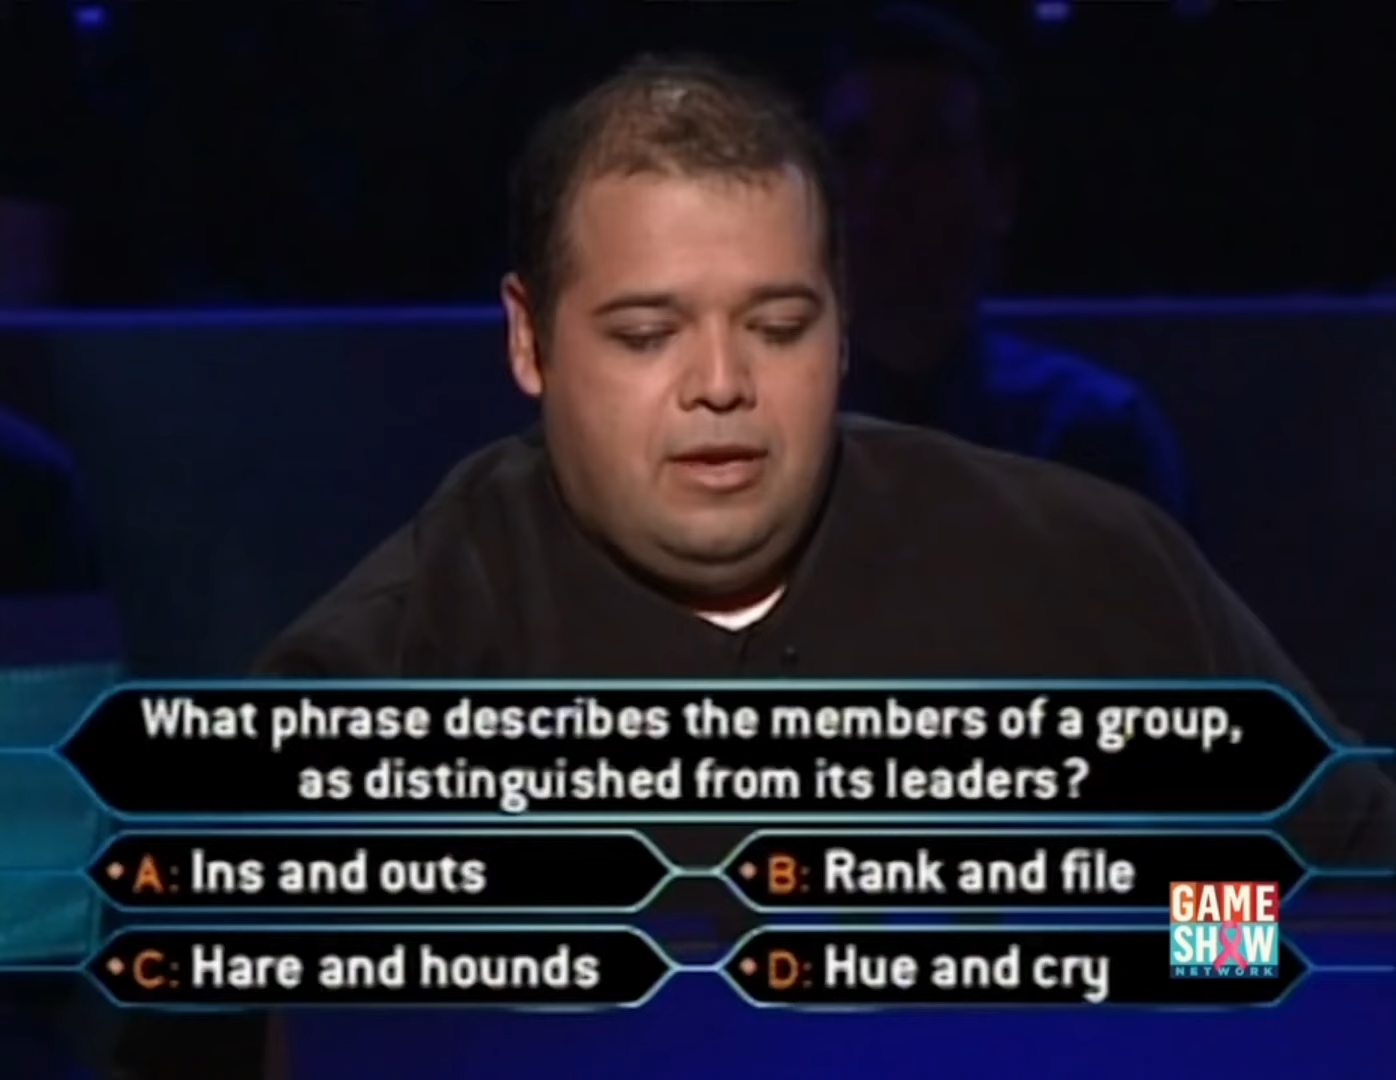 What phrase describes the members of a group,
as distinguished from its leaders?
A: Ins and outs
B: Rank and file
C: Hare and hounds
D: Hue and cry
GAME
SHOW
NETWORK